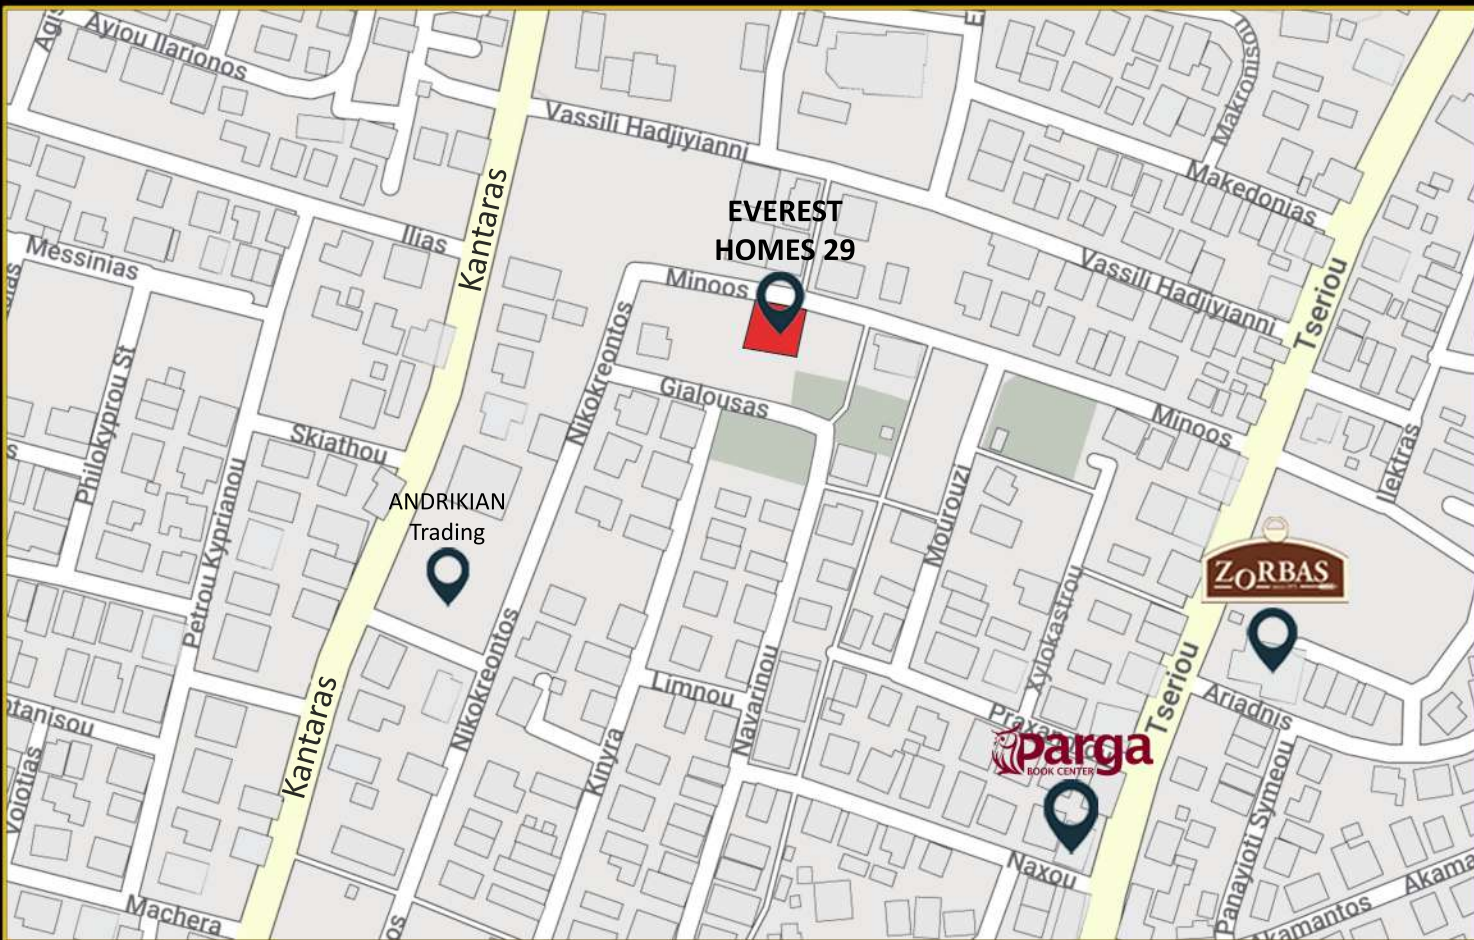 Ayiou Ilarionos
Makronisou
Vassili Hadjiyianni
Makedonias
Kantaras
EVEREST
HOMES 29
Ilias
Messinias
Minoos
Vassili Hadjiyianni
Tseriou
Nikokreontos
Philokyprou St
Gialousas
Minoos
Skiathou
Ilektras
Petrou Kyprianou
ANDRIKIAN
Trading
Mourouzi
ZORBAS
Xylokastrou
Nikokreontos
Limnou
Navarinou
Tseriou
Ariadnis
Kantaras
Parga
BOOK CENTER
Kinyra
Voiotias
Panayioti Symeou
Naxou
Machera
Akamantos